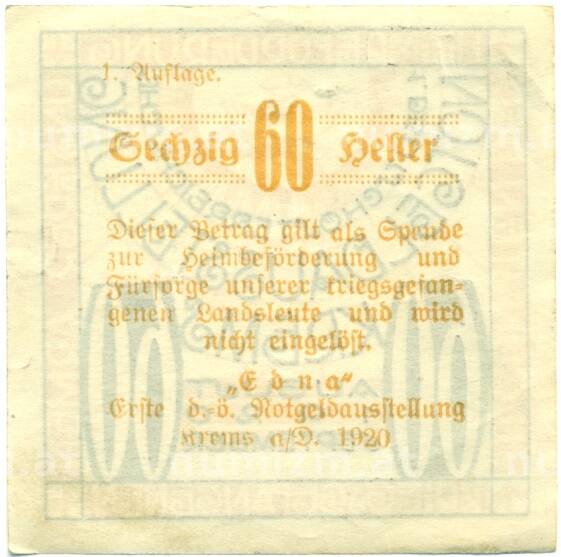 1. Auflage.
Sechzig 60 Heller
Dieser Betrag gilt als Spende
zur Heimbeförderung und
Fürsorge unserer kriegsgefan-
genen Landsleute und wird
nicht eingelöst.
„Edna“
Erste d.-ö. Notgeldausstellung
Krems a/D. 1920